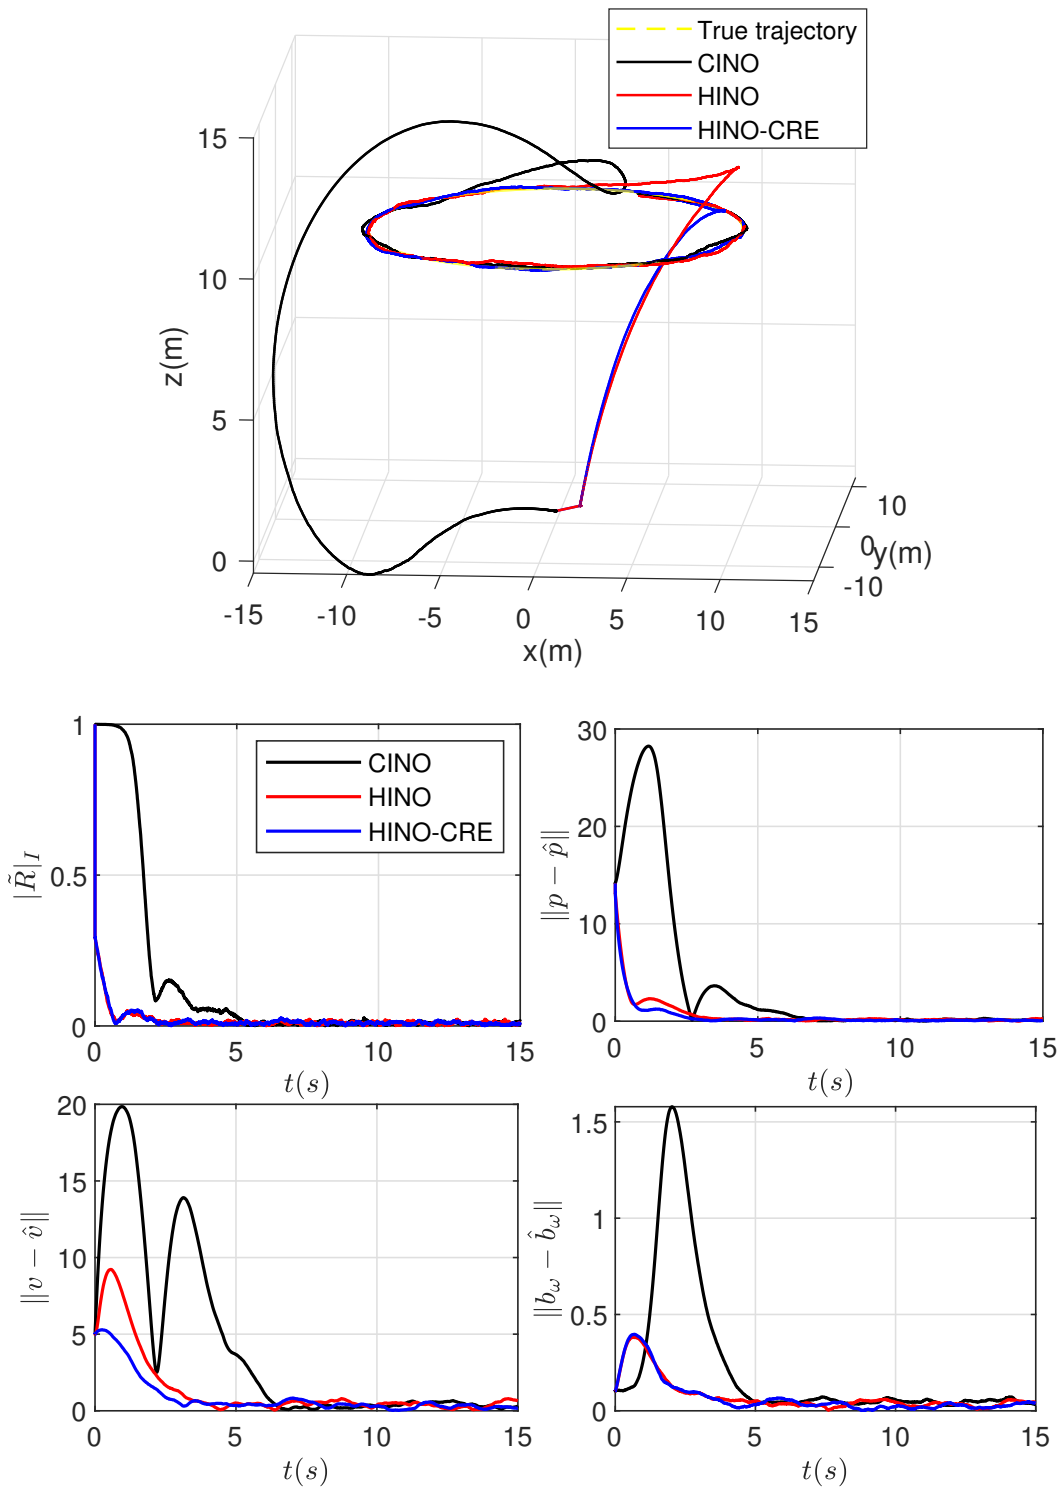 True trajectory
CINO
HINO
HINO-CRE
15
10
5
0
z(m)
-15
-10
-5
0
5
10
15
x(m)
10
0
-10
y(m)
1
0.5
0
|R̃|_I
CINO
HINO
HINO-CRE
0
5
10
15
t(s)
30
20
10
0
||p − p̂||
0
5
10
15
t(s)
20
15
10
5
0
||v − v̂||
0
5
10
15
t(s)
1.5
1
0.5
0
||b_ω − b̂_ω||
0
5
10
15
t(s)